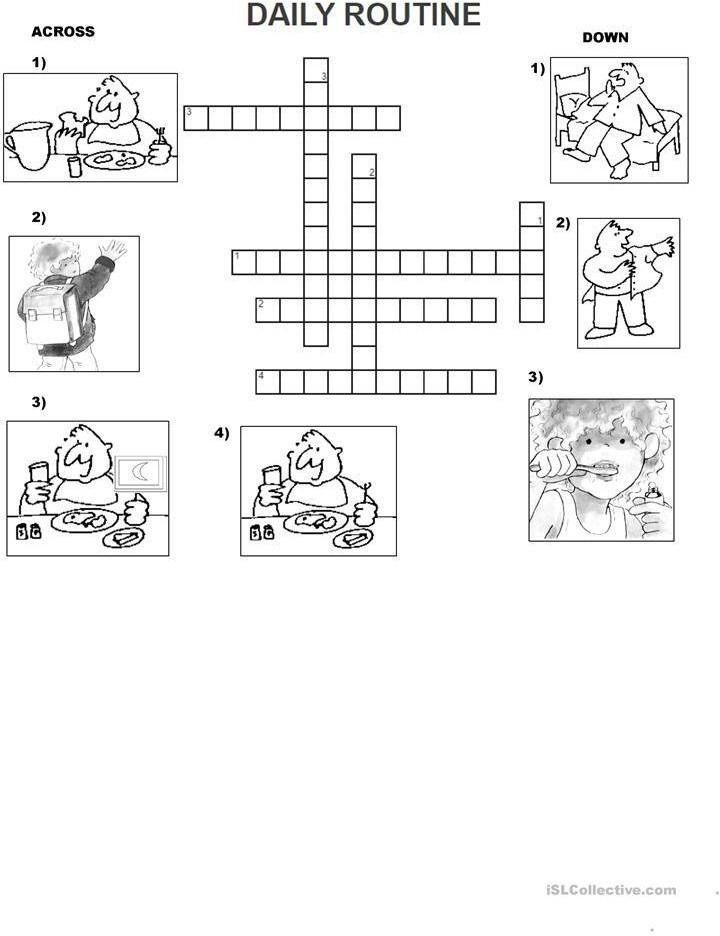 DAILY ROUTINE
ACROSS
DOWN
1)
1)
3
3
2
2)
1
2)
1
2
3)
4
3)
4)
S P
S P
iSLCollective.com